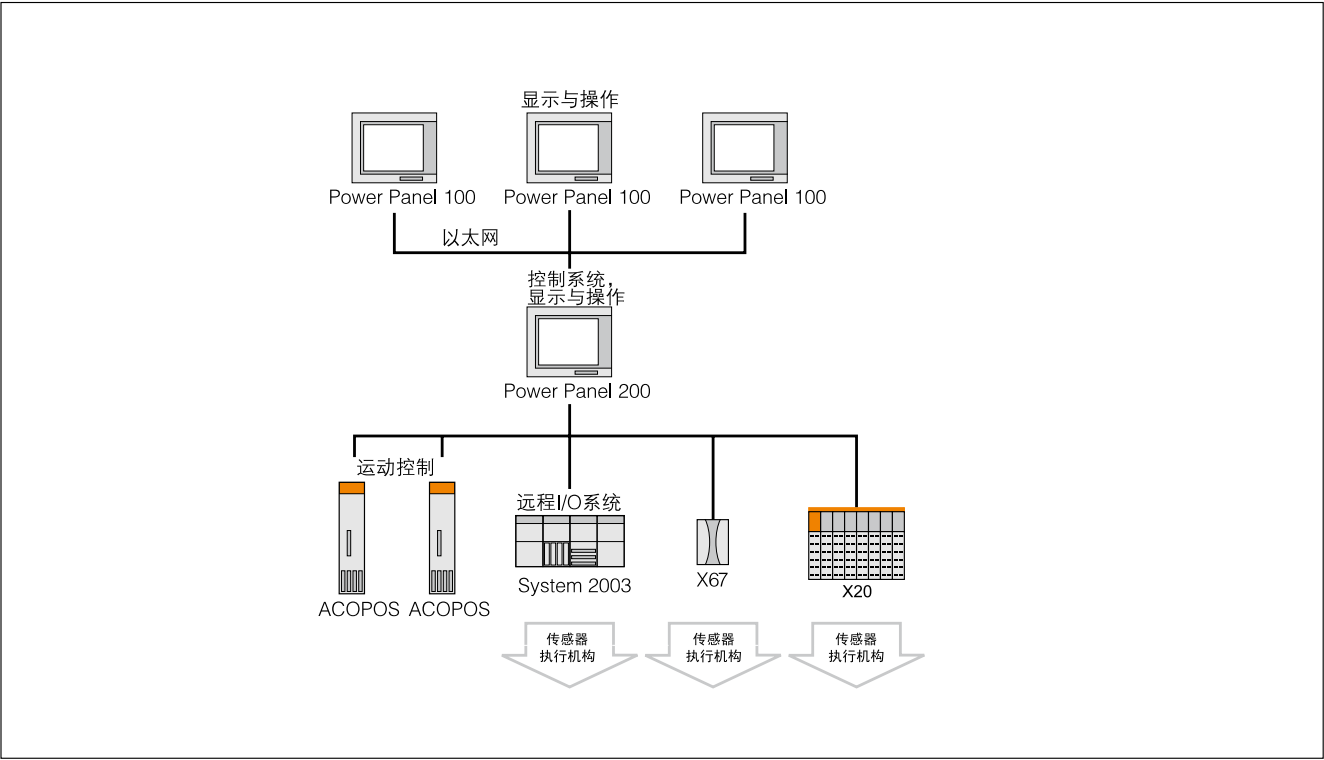 显示与操作
Power Panel 100
Power Panel 100
Power Panel 100
以太网
控制系统，
显示与操作
Power Panel 200
运动控制
远程I/O系统
ACOPOS
ACOPOS
System 2003
X67
X20
传感器
执行机构
传感器
执行机构
传感器
执行机构